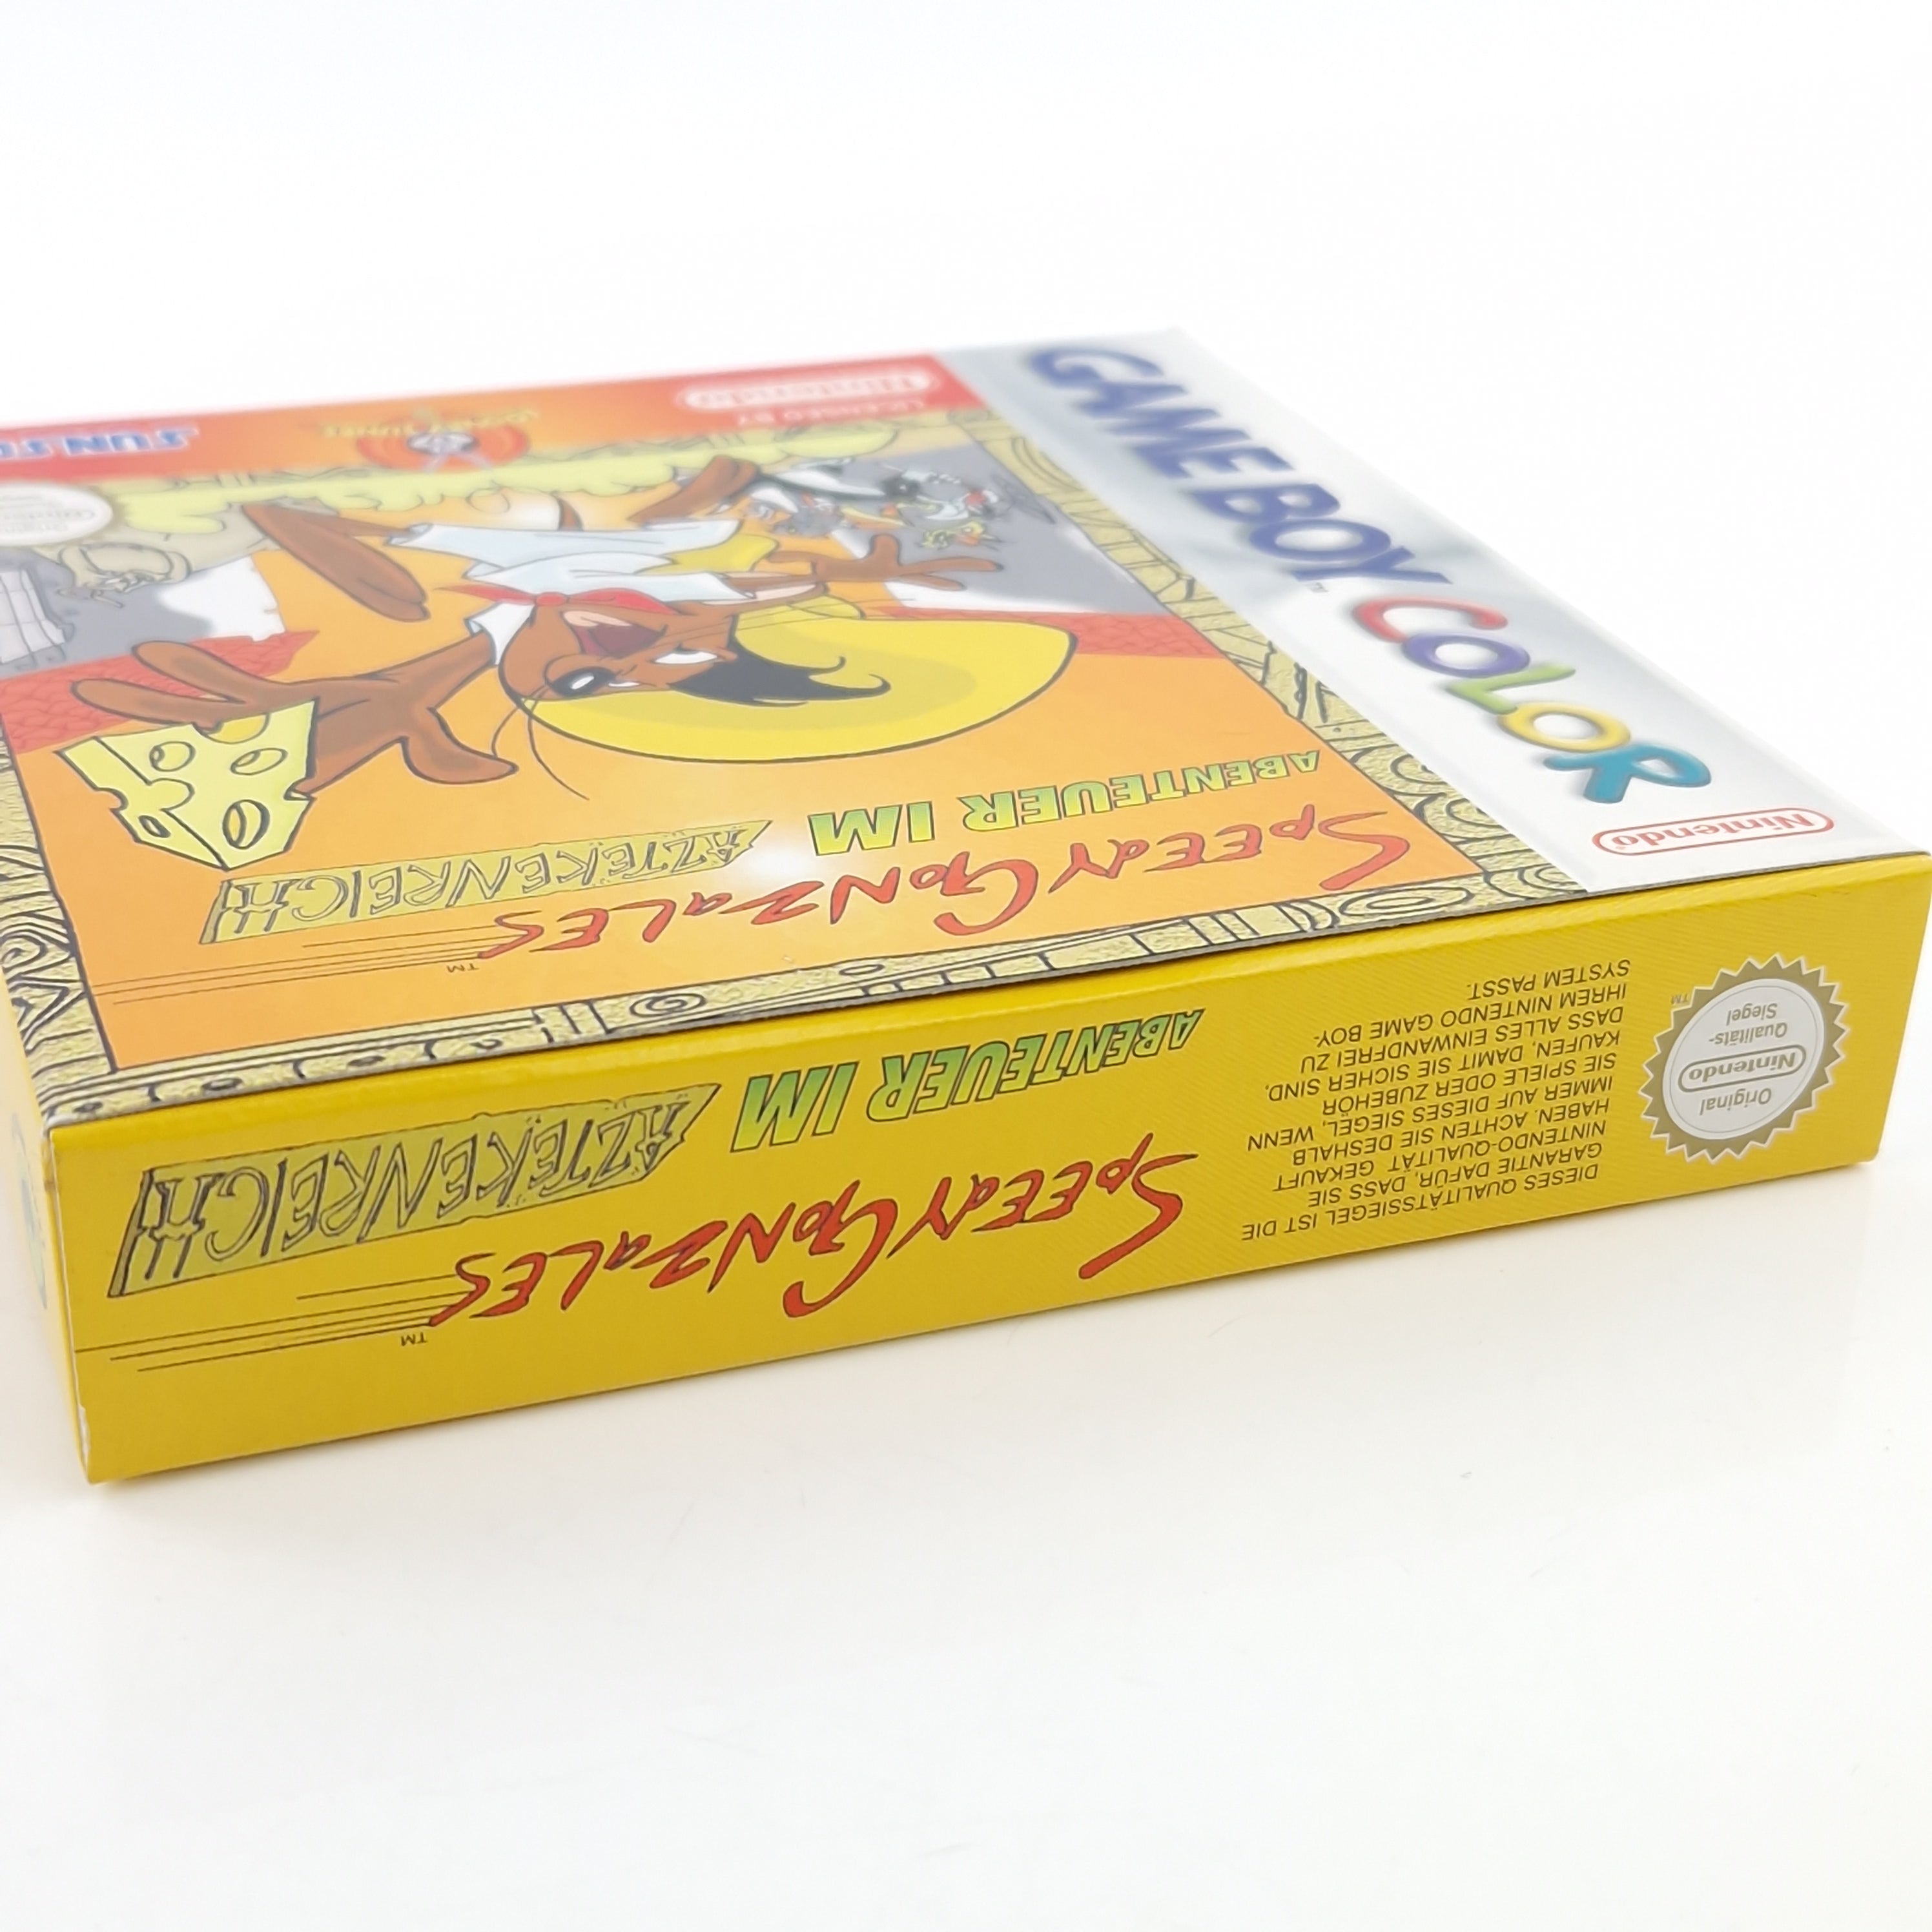 GAME BOY COLOR
TM
Nintendo®
SPEEDY GONZALES
TM
ABENTEUER IM
AZTEKENREICH
LICENSED BY
Nintendo
LOONEY TUNES
DIESES QUALITÄTSSIEGEL IST DIE
GARANTIE DAFÜR, DASS SIE
NINTENDO-QUALITÄT GEKAUFT
HABEN. ACHTEN SIE DESHALB
IMMER AUF DIESES SIEGEL, WENN
SIE SPIELE ODER ZUBEHÖR
KAUFEN, DAMIT SIE SICHER SIND,
DASS ALLES EINWANDFREI ZU
IHREM NINTENDO GAME BOY-
SYSTEM PASST.
Original
Nintendo
Qualitäts-
Siegel
TM
SPEEDY GONZALES
TM
ABENTEUER IM
AZTEKENREICH